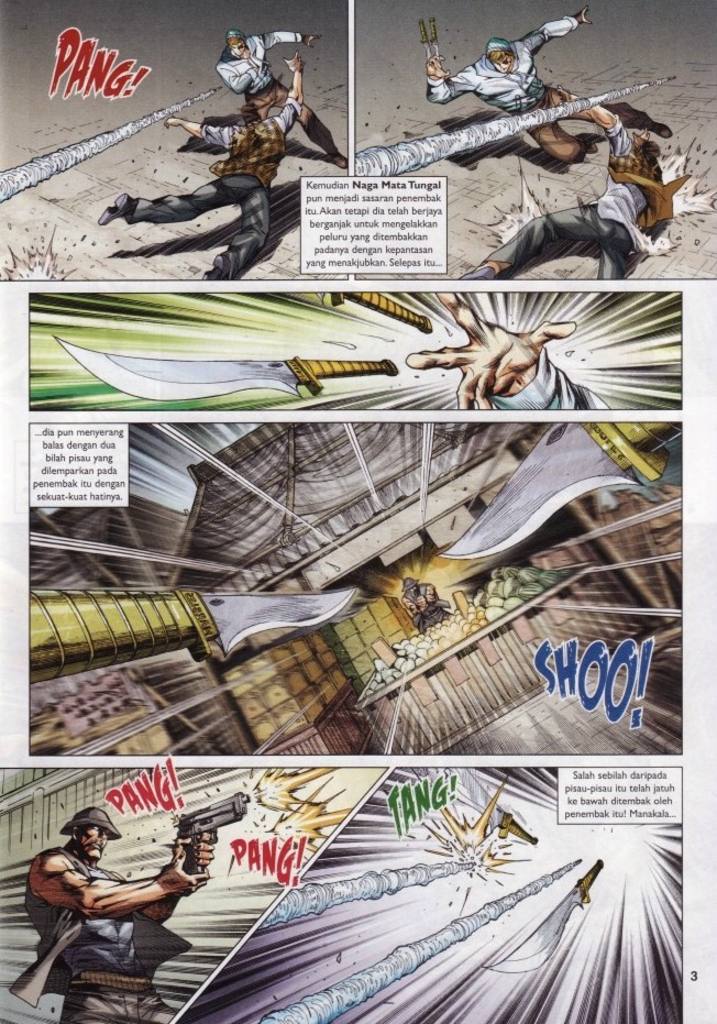 PANG!
Kemudian Naga Mata Tungal
pun menjadi sasaran penembak
itu. Akan tetapi dia telah berjaya
berganjak untuk mengelakkan
peluru yang ditembakkan
padanya dengan kepantasan
yang menakjubkan. Selepas itu...
...dia pun menyerang
balas dengan dua
bilah pisau yang
dilemparkan pada
penembak itu dengan
sekuat-kuat hatinya.
SHOO!
PANG!
PANG!
TANG!
Salah sebilah daripada
pisau-pisau itu telah jatuh
ke bawah ditembak oleh
penembak itu! Manakala...
3